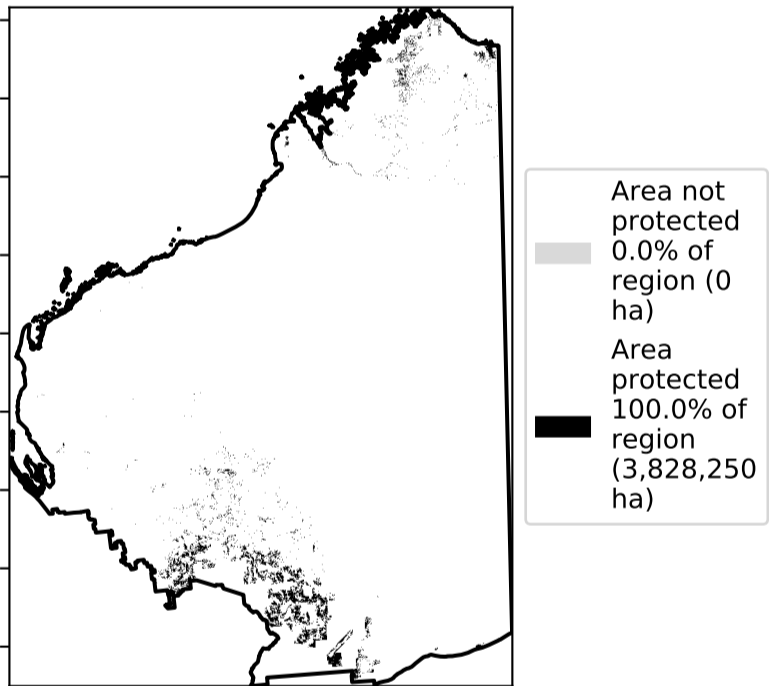 Area not
protected
0.0% of
region (0
ha)
Area
protected
100.0% of
region
(3,828,250
ha)